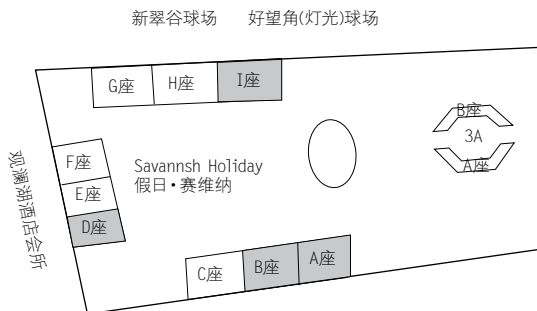 新翠谷球场 好望角(灯光)球场
G座 H座 I座
B座
3A
A座
F座
E座
D座
Savannsh Holiday
假日·赛维纳
观澜湖酒店会所
C座 B座 A座